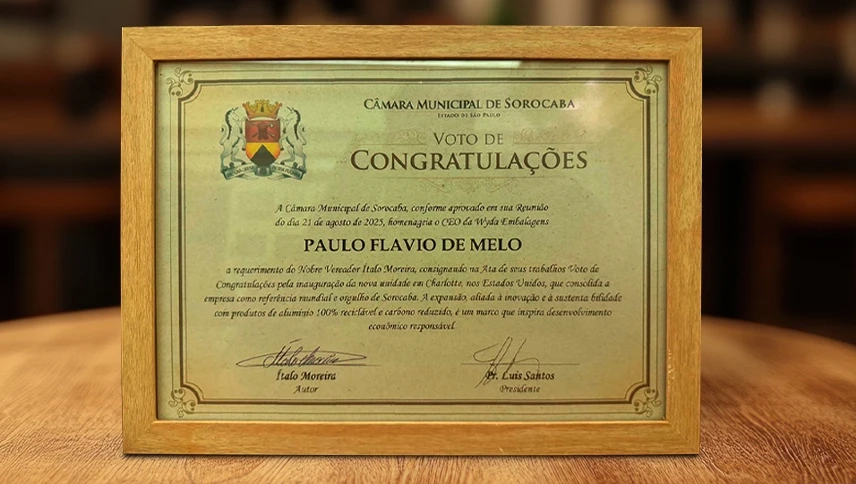 CÂMARA MUNICIPAL DE SOROCABA
ESTADO DE SÃO PAULO
VOTO DE
CONGRATULAÇÕES
A Câmara Municipal de Sorocaba, conforme aprovado em sua Reunião
do dia 21 de agosto de 2025, homenageia o CEO da Wyda Embalagens
PAULO FLAVIO DE MELO
a requerimento do Nobre Vereador Ítalo Moreira, consignando na Ata de seus trabalhos Voto de
Congratulações pela inauguração da nova unidade em Charlotte, nos Estados Unidos, que consolida a
empresa como referência mundial e orgulho de Sorocaba. A expansão, aliada à inovação e à sustentabilidade
com produtos de alumínio 100% reciclável e carbono reduzido, é um marco que inspira desenvolvimento
econômico responsável.
Ítalo Moreira
Autor
Pr. Luis Santos
Presidente